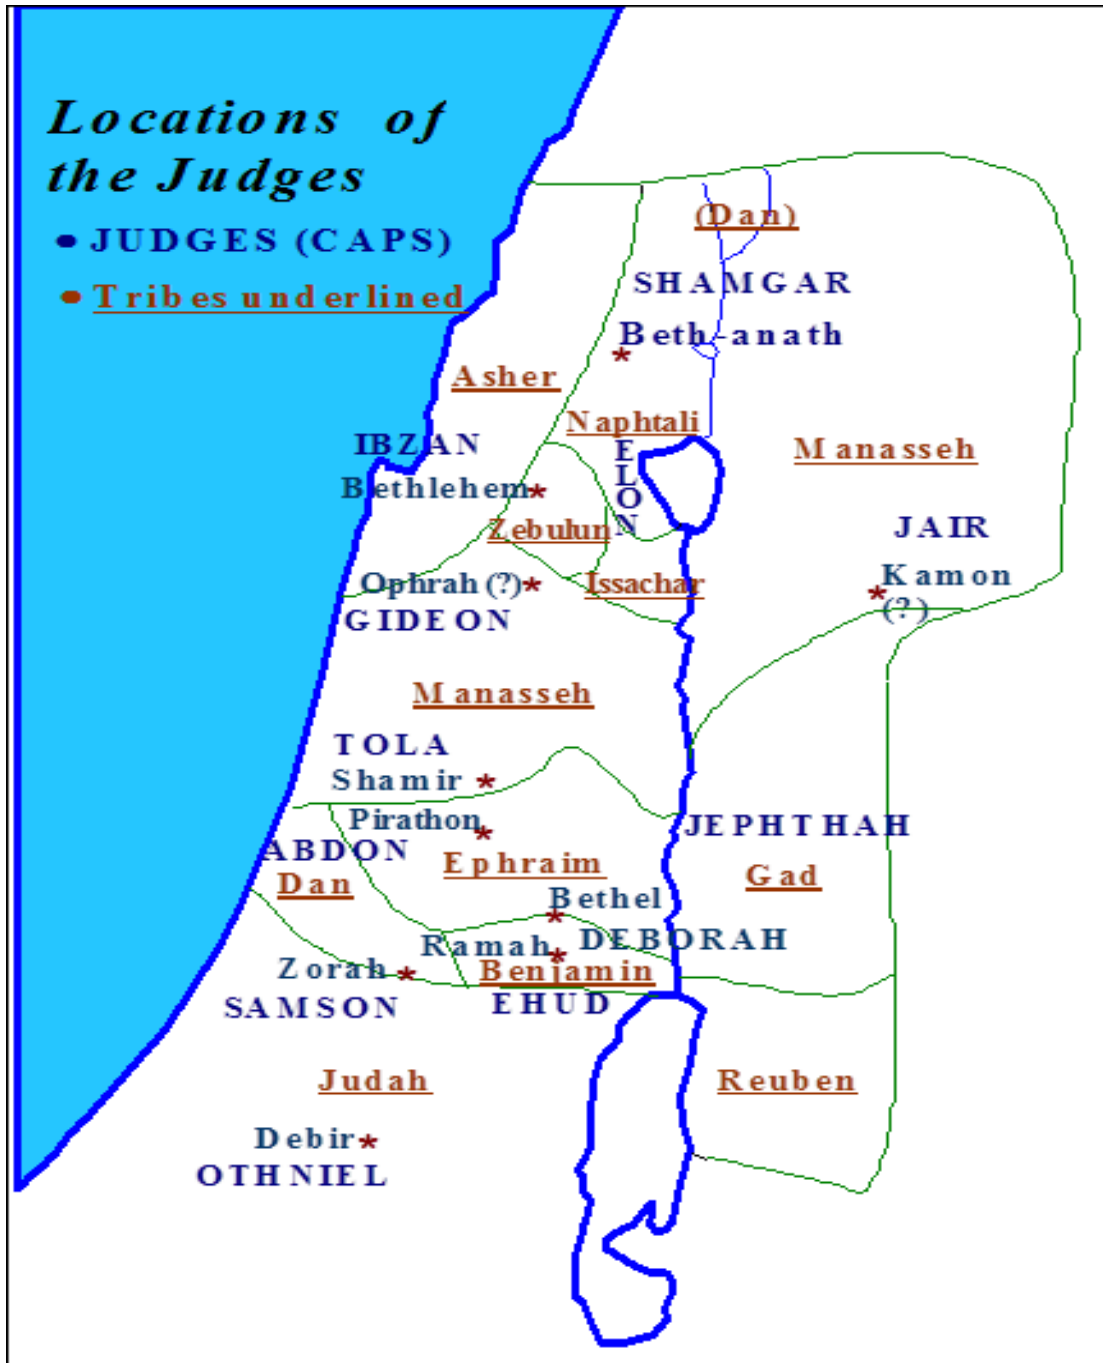 Locations of
the Judges
• JUDGES (CAPS)
• Tribes underlined
(Dan)
SHAMGAR
Beth-anath
*
Asher
Naphtali
IBZAN
ELON
Manasseh
Bethlehem *
Zebulun
JAIR
Ophrah (?) *
Issachar
* Kamon
(?)
GIDEON
Manasseh
TOLA
Shamir *
Pirathon
*
JEPHTHAH
ABDON
Ephraim
Dan
Gad
Bethel
*
Ramah *
DEBORAH
Zorah *
Benjamin
SAMSON
EHUD
Judah
Reuben
Debir *
OTHNIEL